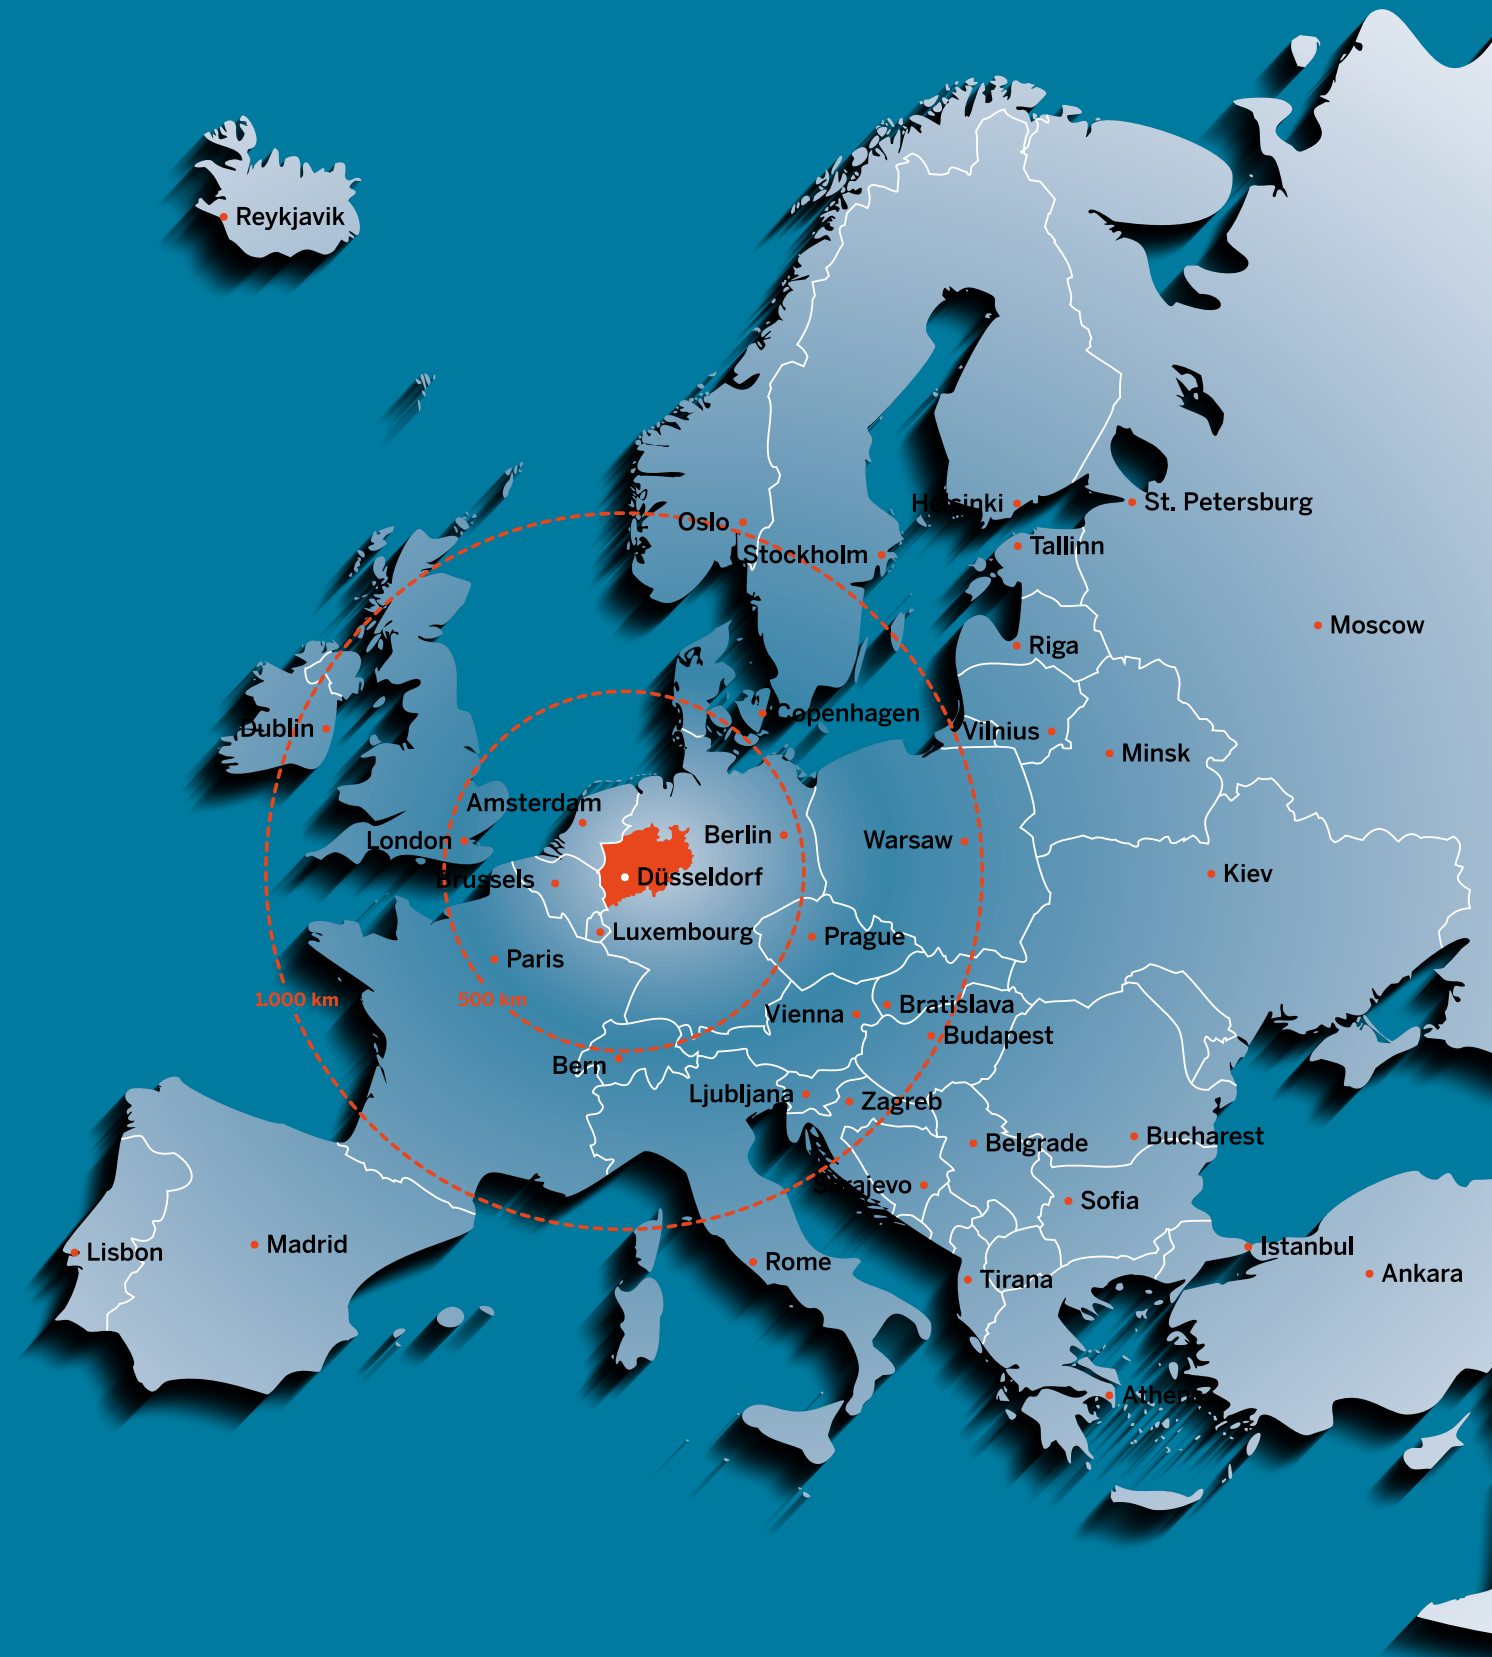 Reykjavik
Helsinki
St. Petersburg
Oslo
Tallinn
Stockholm
Moscow
Riga
Copenhagen
Dublin
Vilnius
Minsk
Amsterdam
Berlin
London
Warsaw
Kiev
Brussels
Düsseldorf
Luxembourg
Prague
Paris
1.000 km
500 km
Bratislava
Vienna
Budapest
Bern
Ljubljana
Zagreb
Bucharest
Belgrade
Sarajevo
Sofia
Madrid
Istanbul
Lisbon
Rome
Ankara
Tirana
Athens